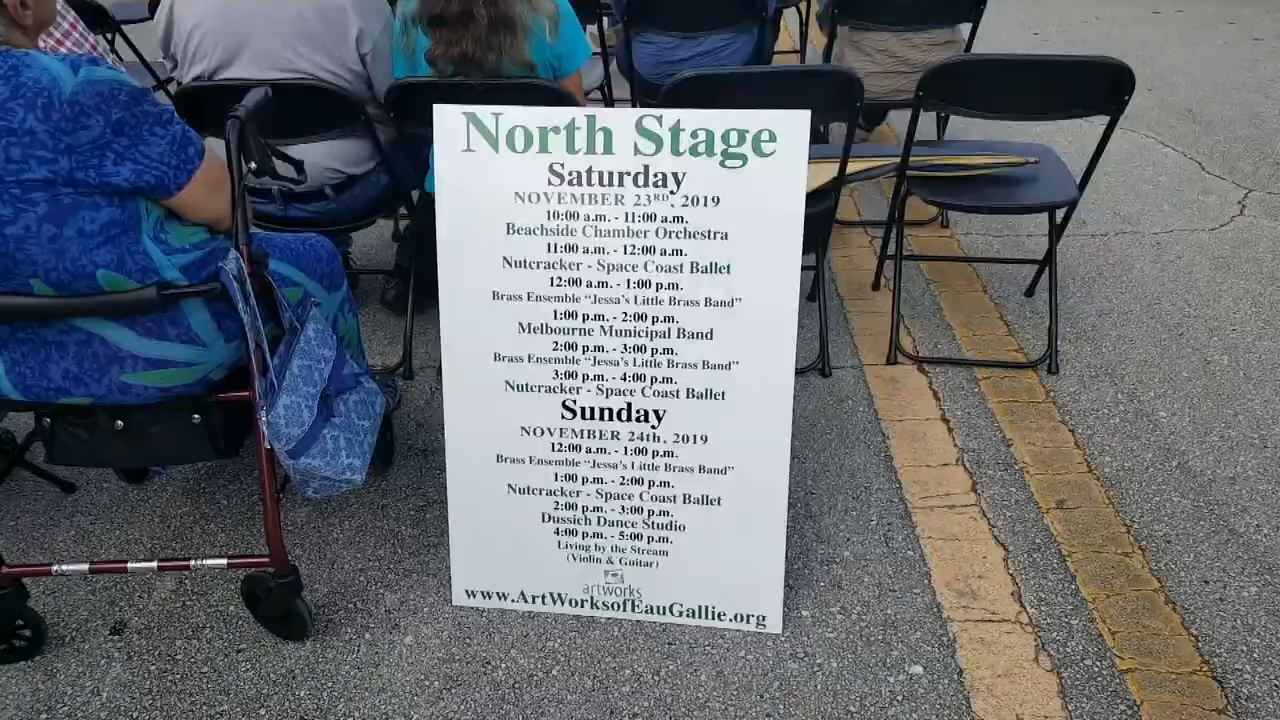 North Stage
Saturday
NOVEMBER 23RD, 2019
10:00 a.m. - 11:00 a.m.
Beachside Chamber Orchestra
11:00 a.m. - 12:00 a.m.
Nutcracker - Space Coast Ballet
12:00 a.m. - 1:00 p.m.
Brass Ensemble "Jessa's Little Brass Band"
1:00 p.m. - 2:00 p.m.
Melbourne Municipal Band
2:00 p.m. - 3:00 p.m.
Brass Ensemble "Jessa's Little Brass Band"
3:00 p.m. - 4:00 p.m.
Nutcracker - Space Coast Ballet
Sunday
NOVEMBER 24th, 2019
12:00 a.m. - 1:00 p.m.
Brass Ensemble "Jessa's Little Brass Band"
1:00 p.m. - 2:00 p.m.
Nutcracker - Space Coast Ballet
2:00 p.m. - 3:00 p.m.
Dussich Dance Studio
4:00 p.m. - 5:00 p.m.
Living by the Stream
(Violin & Guitar)
artworks
www.ArtWorksofEauGallie.org